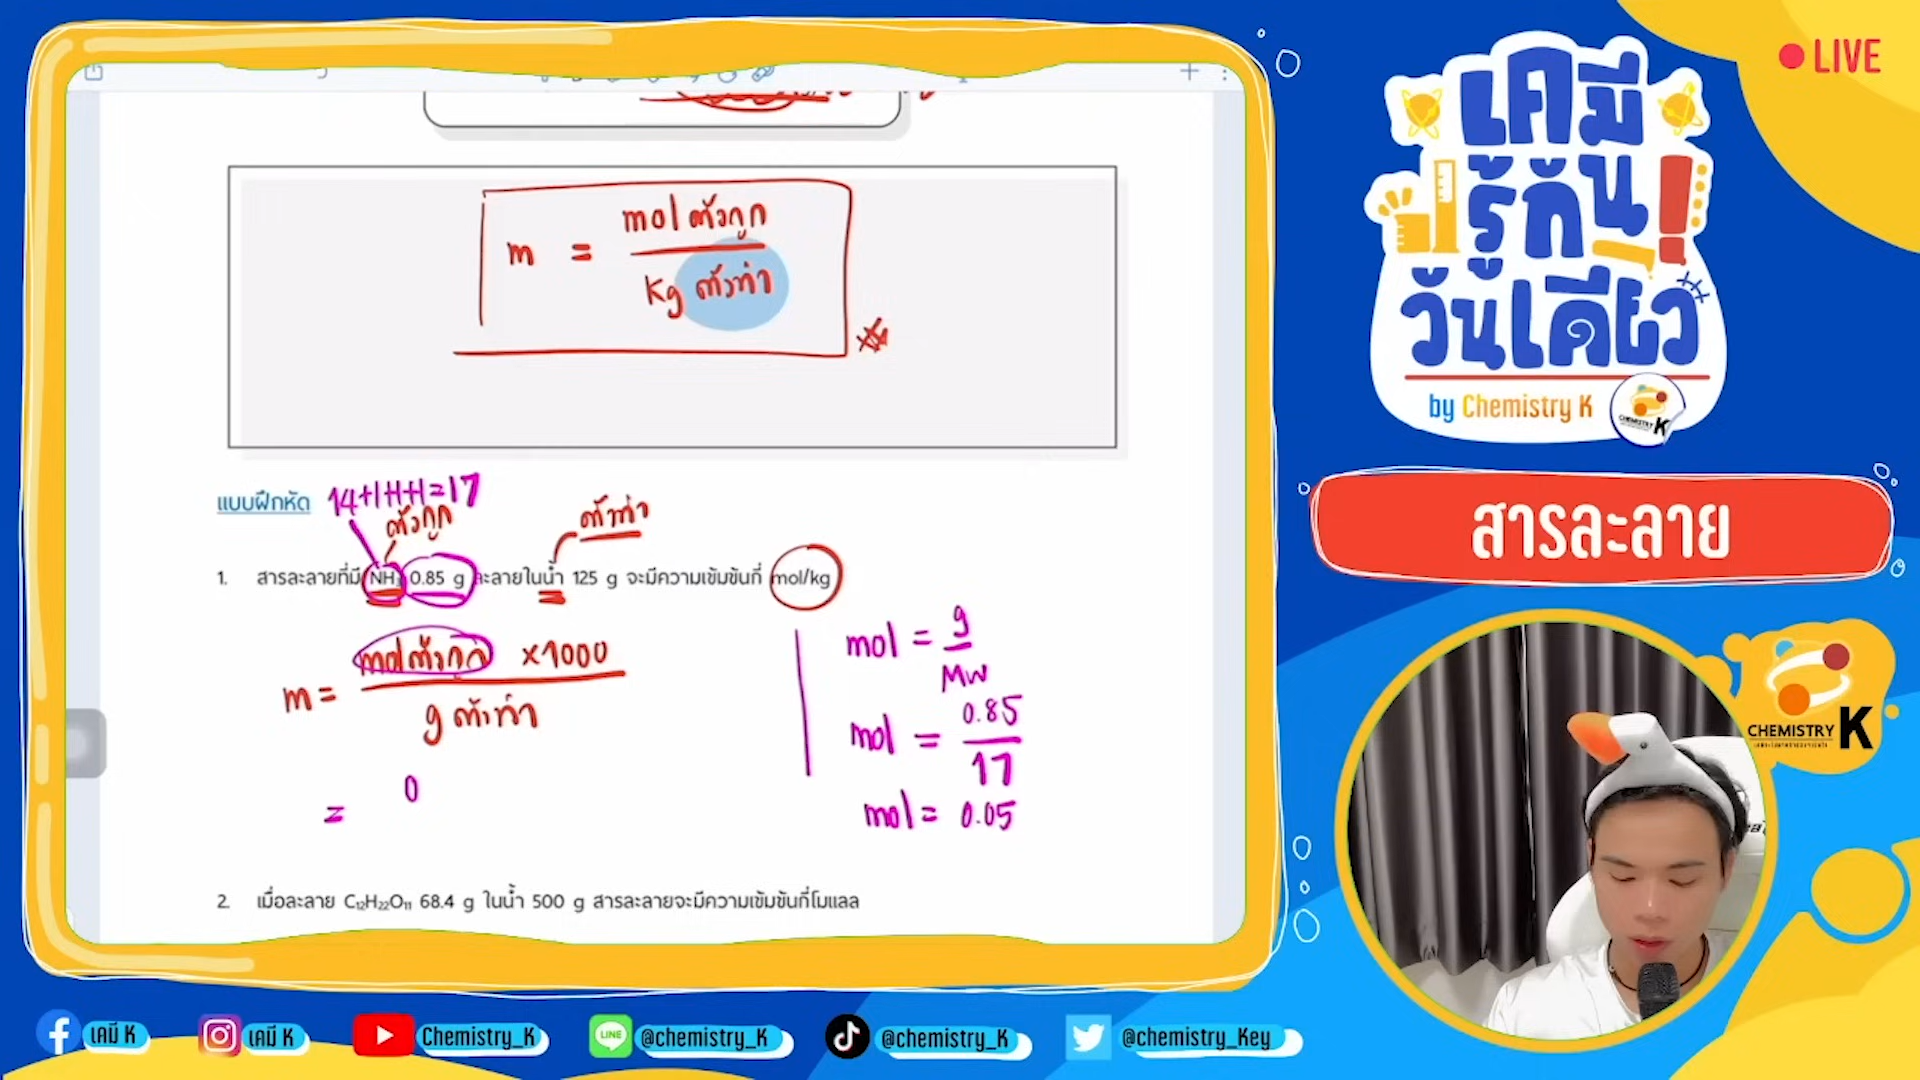 LIVE
เคมี
รู้กัน!
วันเดียว
by Chemistry K
CHEMISTRY K
สารละลาย
m = mol ตัวถูก
kg ตัวทำ
แบบฝึกหัด
14+1+1+1=17
ตัวถูก
ตัวทำ
1. สารละลายที่มี NH 0.85 g ละลายในน้ำ 125 g จะมีความเข้มข้นกี่ mol/kg
m = mol ตัวถูก x1000
g ตัวทำ
= 0
mol = g
MW
mol = 0.85
17
mol = 0.05
2. เมื่อละลาย C₁₂H₂₂O₁₁ 68.4 g ในน้ำ 500 g สารละลายจะมีความเข้มข้นกี่โมแลล
CHEMISTRY K
เคมี K
เคมี K
Chemistry_K
LINE
@chemistry_K
@chemistry_K
@chemistry_Key